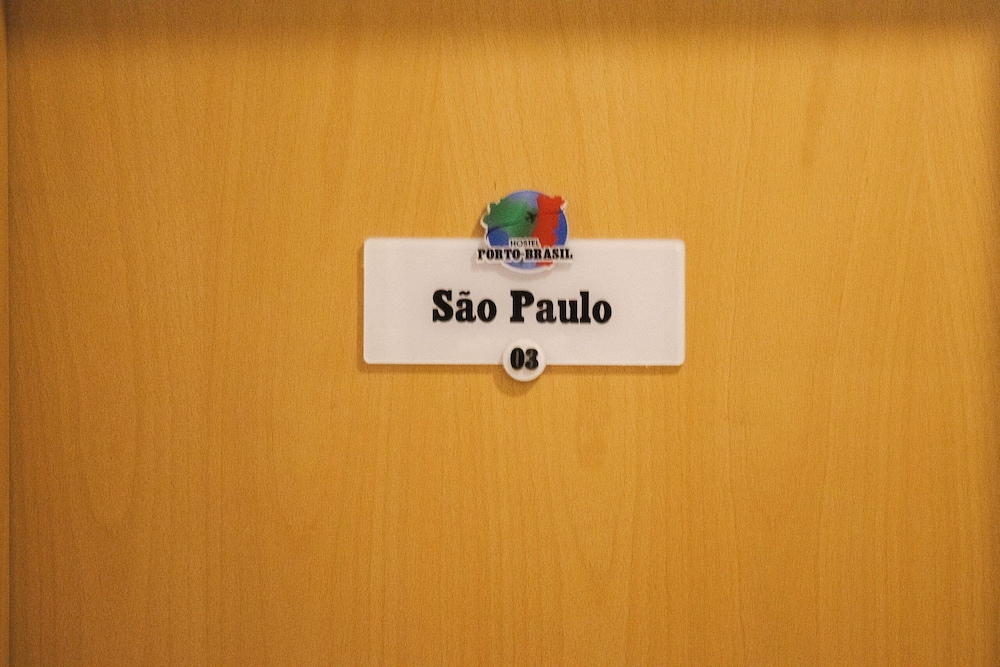 HOSTEL
PORTO-BRASIL
São Paulo
03